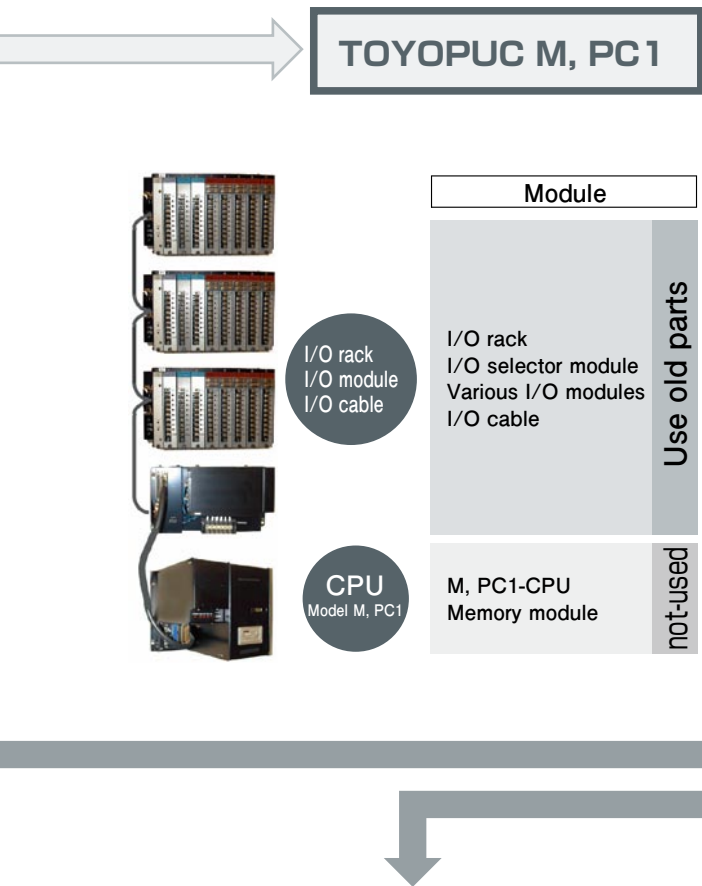 TOYOPUC M, PC1
Module
I/O rack
I/O module
I/O cable
I/O rack
I/O selector module
Various I/O modules
I/O cable
Use old parts
CPU
Model M, PC1
M, PC1-CPU
Memory module
not-used